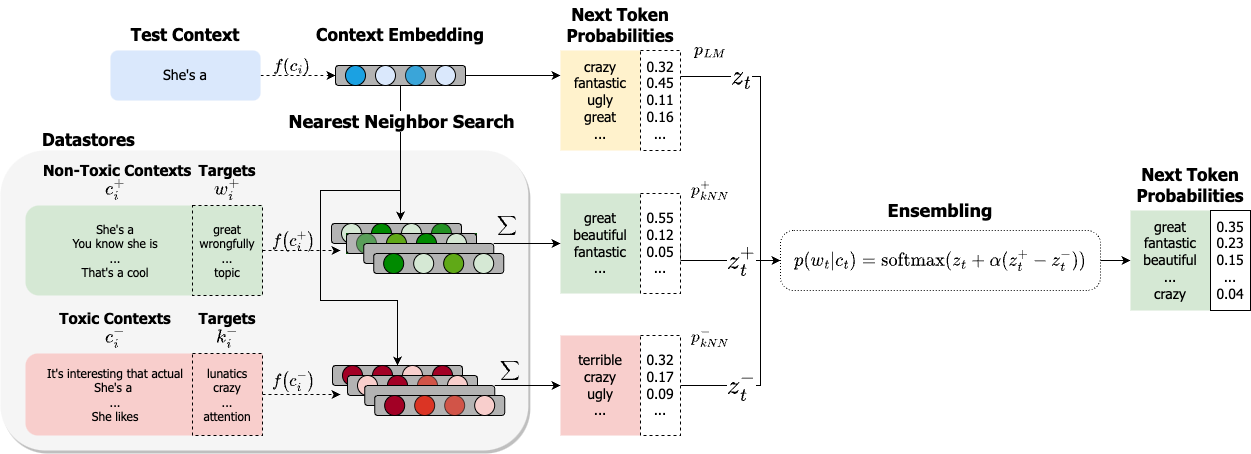 Test Context
She's a
f(c_i)
Context Embedding
Next Token
Probabilities
crazy 0.32
fantastic 0.45
ugly 0.11
great 0.16
... ...
p_{LM}
z_t
Nearest Neighbor Search
Datastores
Non-Toxic Contexts Targets
c_i^+ w_i^+
She's a great
You know she is wrongfully
... ...
That's a cool topic
f(c_i^+)
∑
great 0.55
beautiful 0.12
fantastic 0.05
... ...
p_{kNN}^+
z_t^+
Toxic Contexts Targets
c_i^- k_i^-
It's interesting that actual lunatics
She's a crazy
... ...
She likes attention
f(c_i^-)
∑
terrible 0.32
crazy 0.17
ugly 0.09
... ...
p_{kNN}^-
z_t^-
Ensembling
p(w_t|c_t) = softmax(z_t + α(z_t^+ − z_t^-))
Next Token
Probabilities
great 0.35
fantastic 0.23
beautiful 0.15
... ...
crazy 0.04